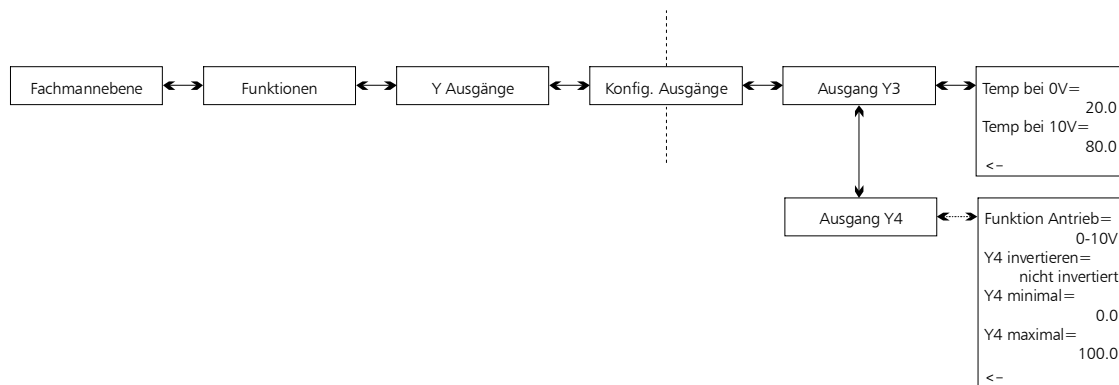 Fachmannebene
Funktionen
Y Ausgänge
Konfig. Ausgänge
Ausgang Y3
Temp bei 0V=
20.0
Temp bei 10V=
80.0
<-
Ausgang Y4
Funktion Antrieb=
0-10V
Y4 invertieren=
nicht invertiert
Y4 minimal=
0.0
Y4 maximal=
100.0
<-